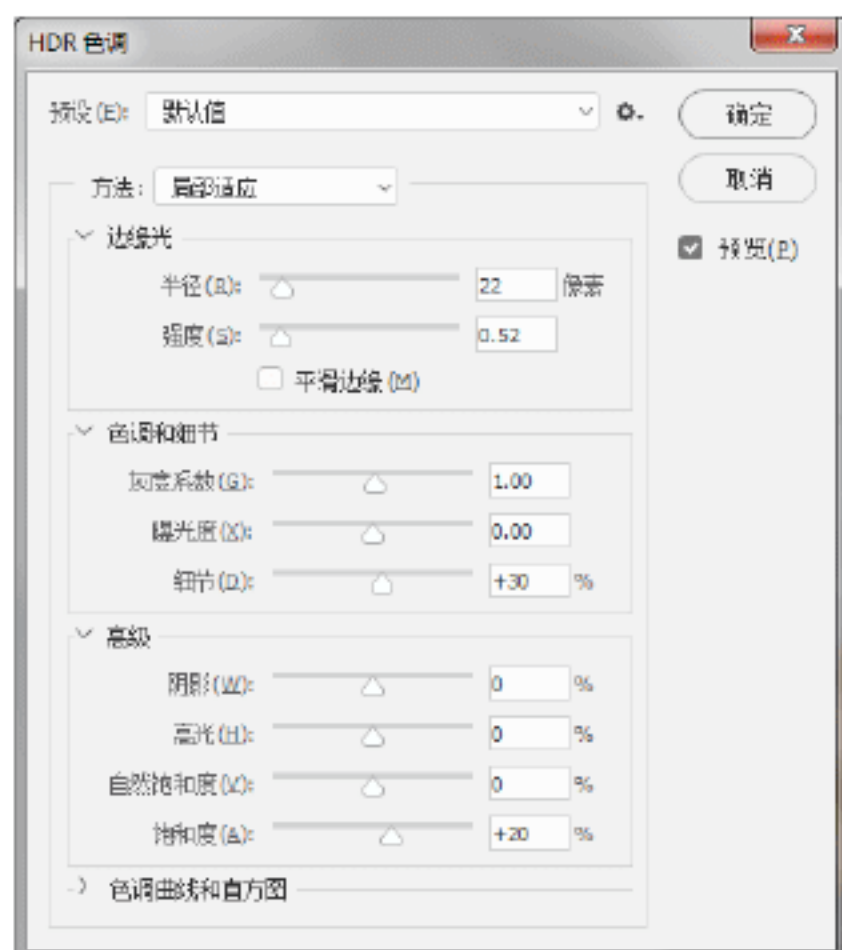 HDR 色调
预设(E): 默认值
确定
方法: 局部适应
取消
边缘光
预览(P)
半径(R): 22 像素
强度(S): 0.52
平滑边缘(M)
色调和细节
灰度系数(G): 1.00
曝光度(X): 0.00
细节(D): +30 %
高级
阴影(W): 0 %
高光(H): 0 %
自然饱和度(V): 0 %
饱和度(A): +20 %
色调曲线和直方图